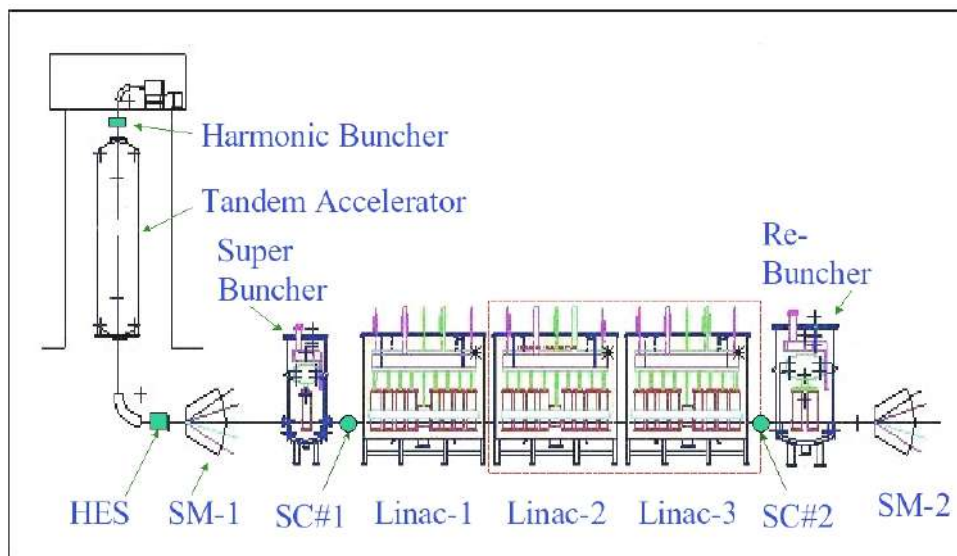 Harmonic Buncher
Tandem Accelerator
Super
Buncher
Re-
Buncher
HES
SM-1
SC#1
Linac-1
Linac-2
Linac-3
SC#2
SM-2